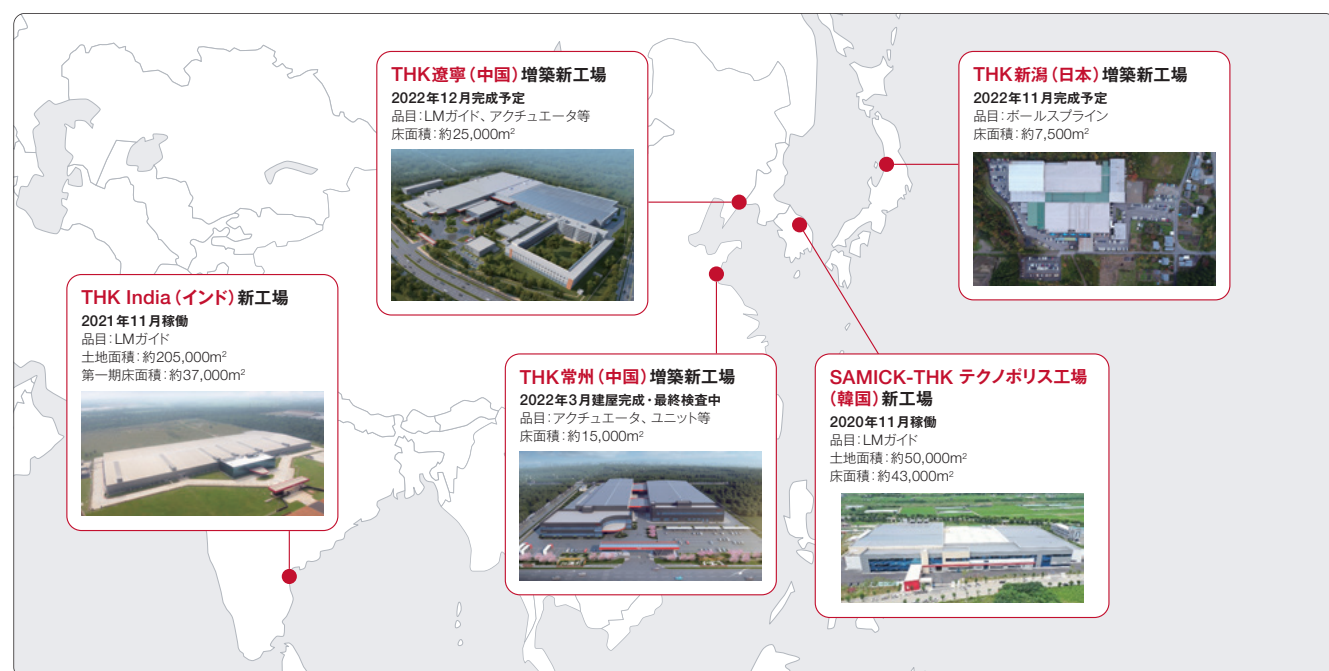 THK遼寧（中国）増築新工場
2022年12月完成予定
品目：LMガイド、アクチュエータ等
床面積：約25,000m²
THK新潟（日本）増築新工場
2022年11月完成予定
品目：ボールスプライン
床面積：約7,500m²
THK India（インド）新工場
2021年11月稼働
品目：LMガイド
土地面積：約205,000m²
第一期床面積：約37,000m²
THK常州（中国）増築新工場
2022年3月建屋完成・最終検査中
品目：アクチュエータ、ユニット等
床面積：約15,000m²
SAMICK-THK テクノポリス工場
（韓国）新工場
2020年11月稼働
品目：LMガイド
土地面積：約50,000m²
床面積：約43,000m²